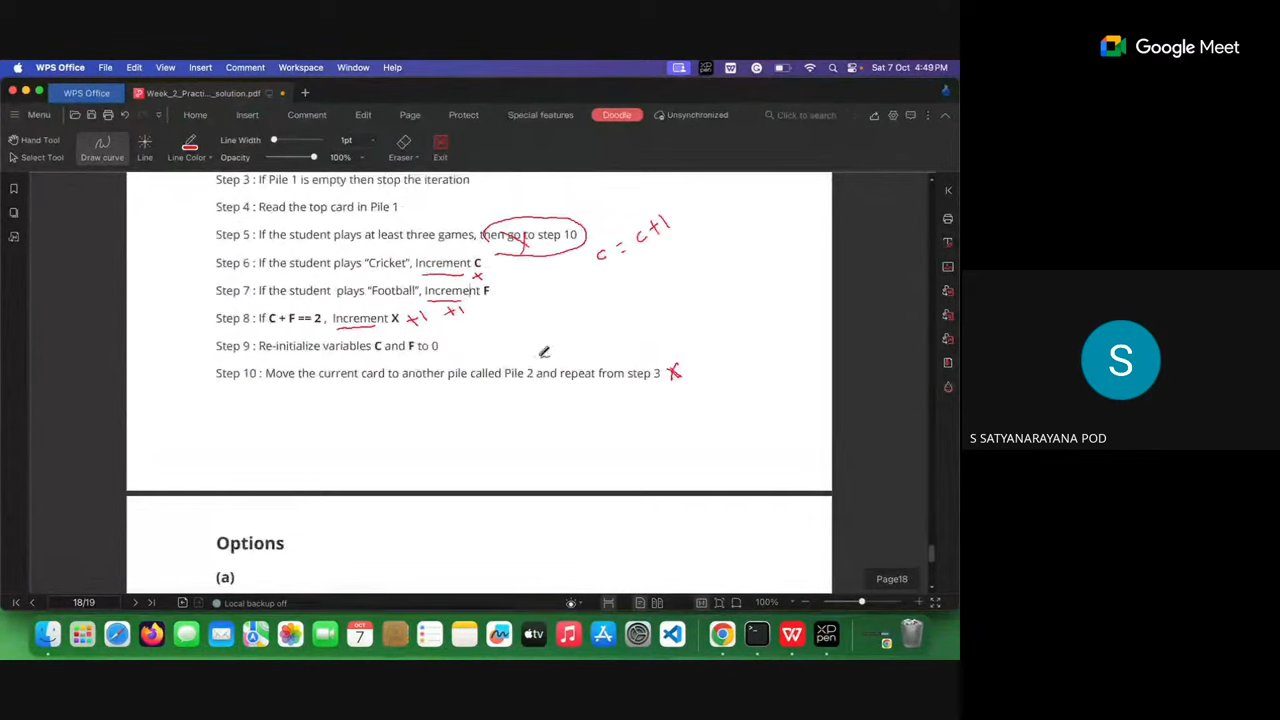 Google Meet
WPS Office File Edit View Insert Comment Workspace Window Help
XP pen
Sat 7 Oct 4:49 PM
WPS Office
Week_2_Practi..._solution.pdf
Menu Home Insert Comment Edit Page Protect Special features Doodle Unsynchronized Click to search
Hand Tool
Select Tool
Draw curve
Line
Line Color
Line Width 1pt
Opacity 100%
Eraser
Exit
Step 3 : If Pile 1 is empty then stop the iteration
Step 4 : Read the top card in Pile 1
Step 5 : If the student plays at least three games, then go to step 10
c = c+1
Step 6 : If the student plays “Cricket”, Increment C
Step 7 : If the student plays “Football”, Increment F
+1
Step 8 : If C + F == 2 , Increment X +1
Step 9 : Re-initialize variables C and F to 0
Step 10 : Move the current card to another pile called Pile 2 and repeat from step 3
Options
(a)
Page18
18/19
Local backup off
100%
S
S SATYANARAYANA POD
OCT
7
tv
XP pen